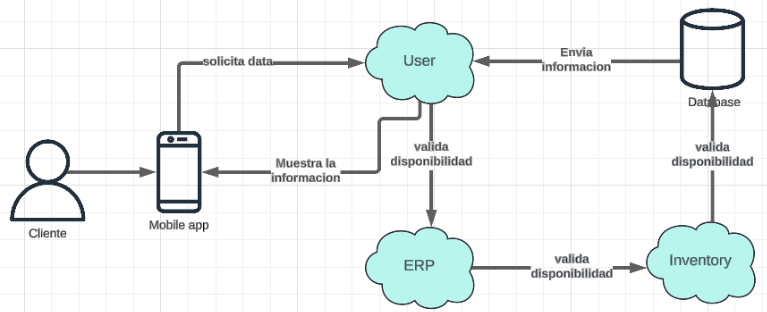 User
Envia
informacion
solicita data
Database
Muestra la
informacion
valida
disponibilidad
valida
disponibilidad
Cliente
Mobile app
ERP
valida
disponibilidad
Inventory